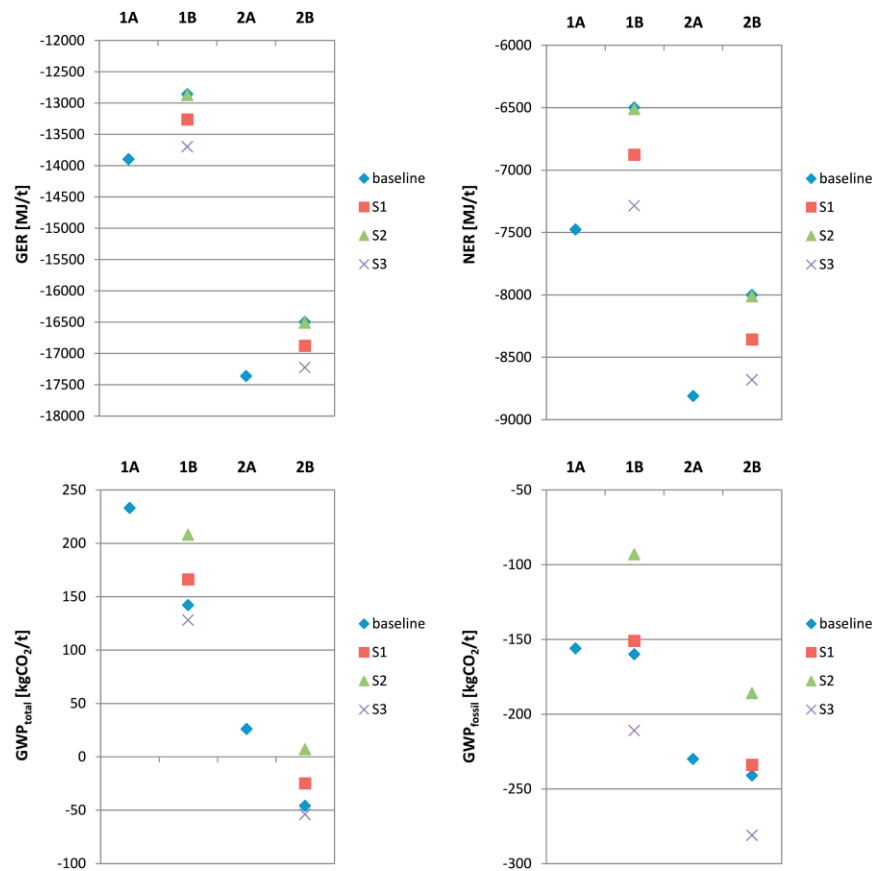 1A 1B 2A 2B
-12000
-12500
-13000
-13500
-14000
-14500
-15000
-15500
-16000
-16500
-17000
-17500
-18000
GER [MJ/t]
baseline
S1
S2
S3
1A 1B 2A 2B
-6000
-6500
-7000
-7500
-8000
-8500
-9000
NER [MJ/t]
baseline
S1
S2
S3
1A 1B 2A 2B
250
200
150
100
50
0
-50
-100
GWPtotal [kgCO2/t]
baseline
S1
S2
S3
1A 1B 2A 2B
-50
-100
-150
-200
-250
-300
GWPfossil [kgCO2/t]
baseline
S1
S2
S3